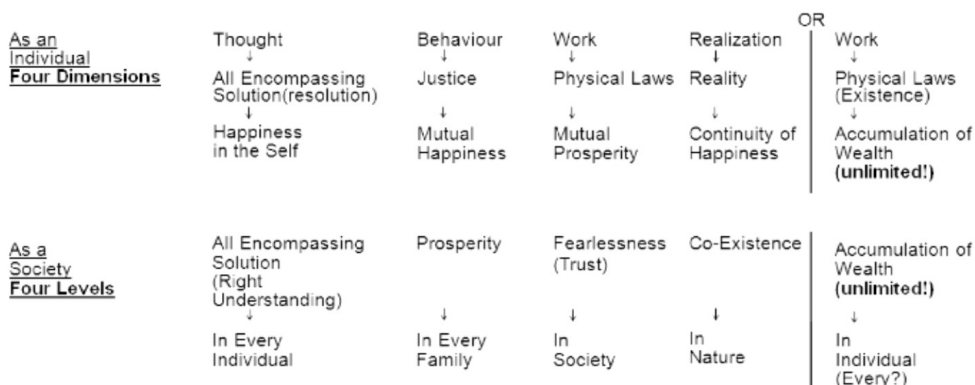 OR
As an
Individual
Four Dimensions
Thought
↓
All Encompassing
Solution(resolution)
↓
Happiness
in the Self
Behaviour
↓
Justice
↓
Mutual
Happiness
Work
↓
Physical Laws
↓
Mutual
Prosperity
Realization
↓
Reality
↓
Continuity of
Happiness
Work
↓
Physical Laws
(Existence)
↓
Accumulation of
Wealth
(unlimited!)
As a
Society
Four Levels
All Encompassing
Solution
(Right
Understanding)
↓
In Every
Individual
Prosperity
↓
In Every
Family
Fearlessness
(Trust)
↓
In
Society
Co-Existence
↓
In
Nature
Accumulation of
Wealth
(unlimited!)
↓
In
Individual
(Every?)